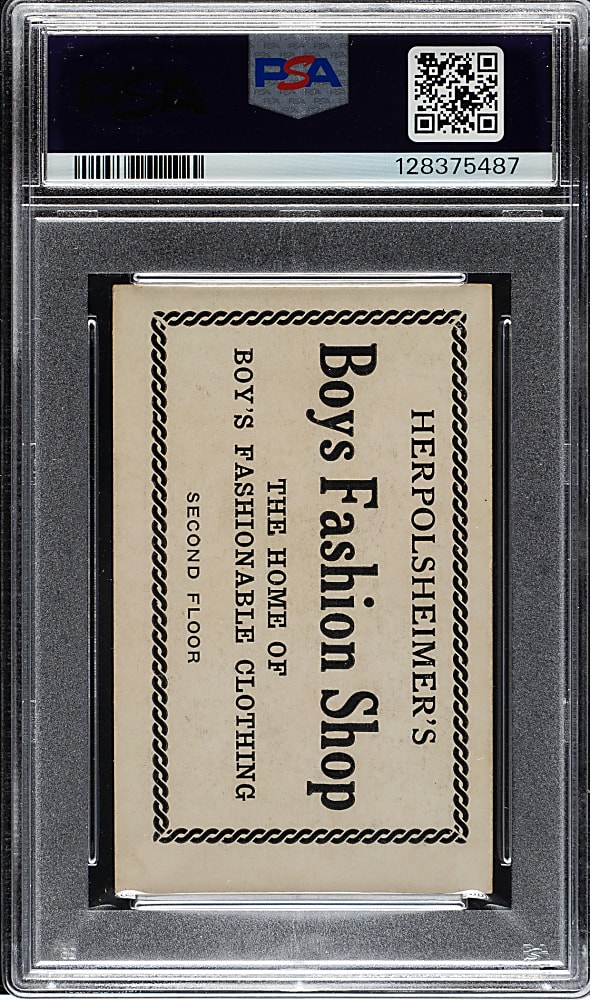 PSA
128375487
HERPOLSHEIMER'S
Boys Fashion Shop
THE HOME OF
BOY'S FASHIONABLE CLOTHING
SECOND FLOOR